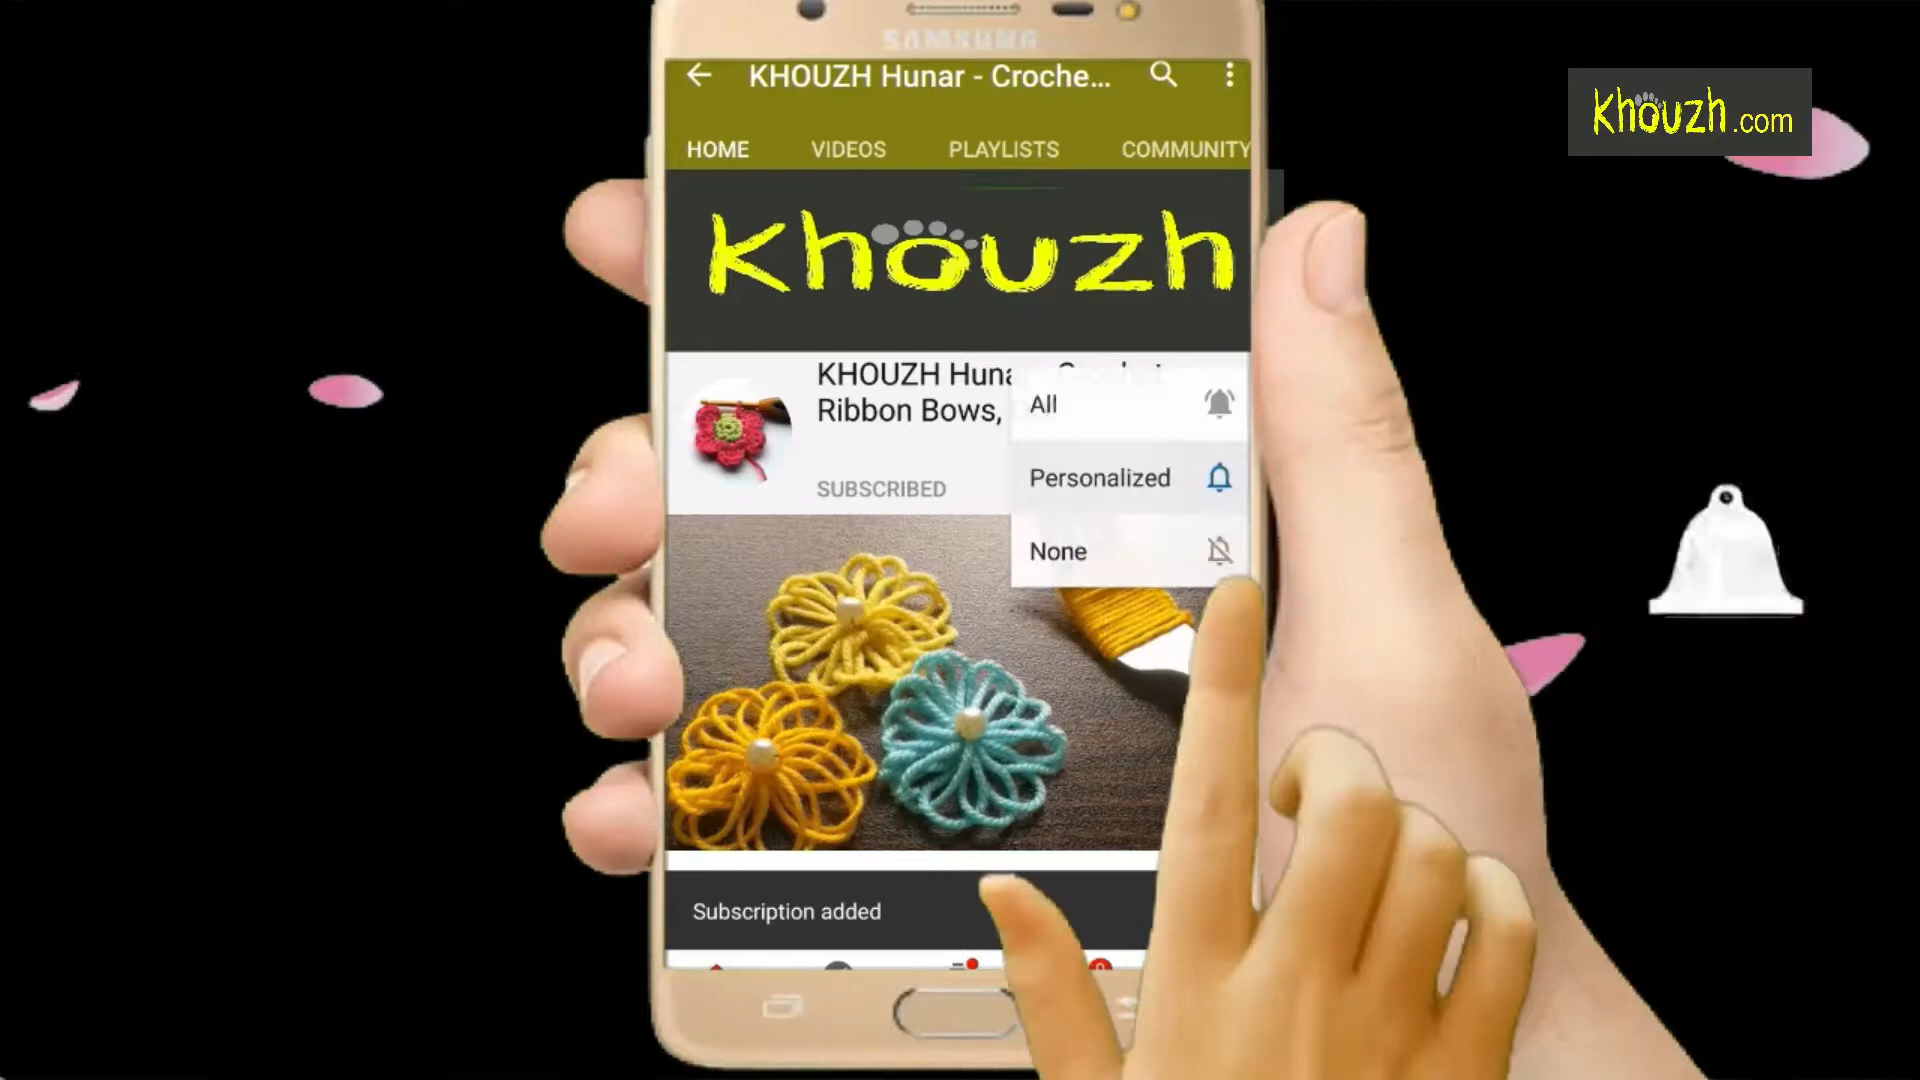 SAMSUNG
KHOUZH Hunar - Croche...
HOME VIDEOS PLAYLISTS COMMUNITY
Khouzh.com
Khouzh
KHOUZH Huna
Ribbon Bows,
SUBSCRIBED
All
Personalized
None
Subscription added